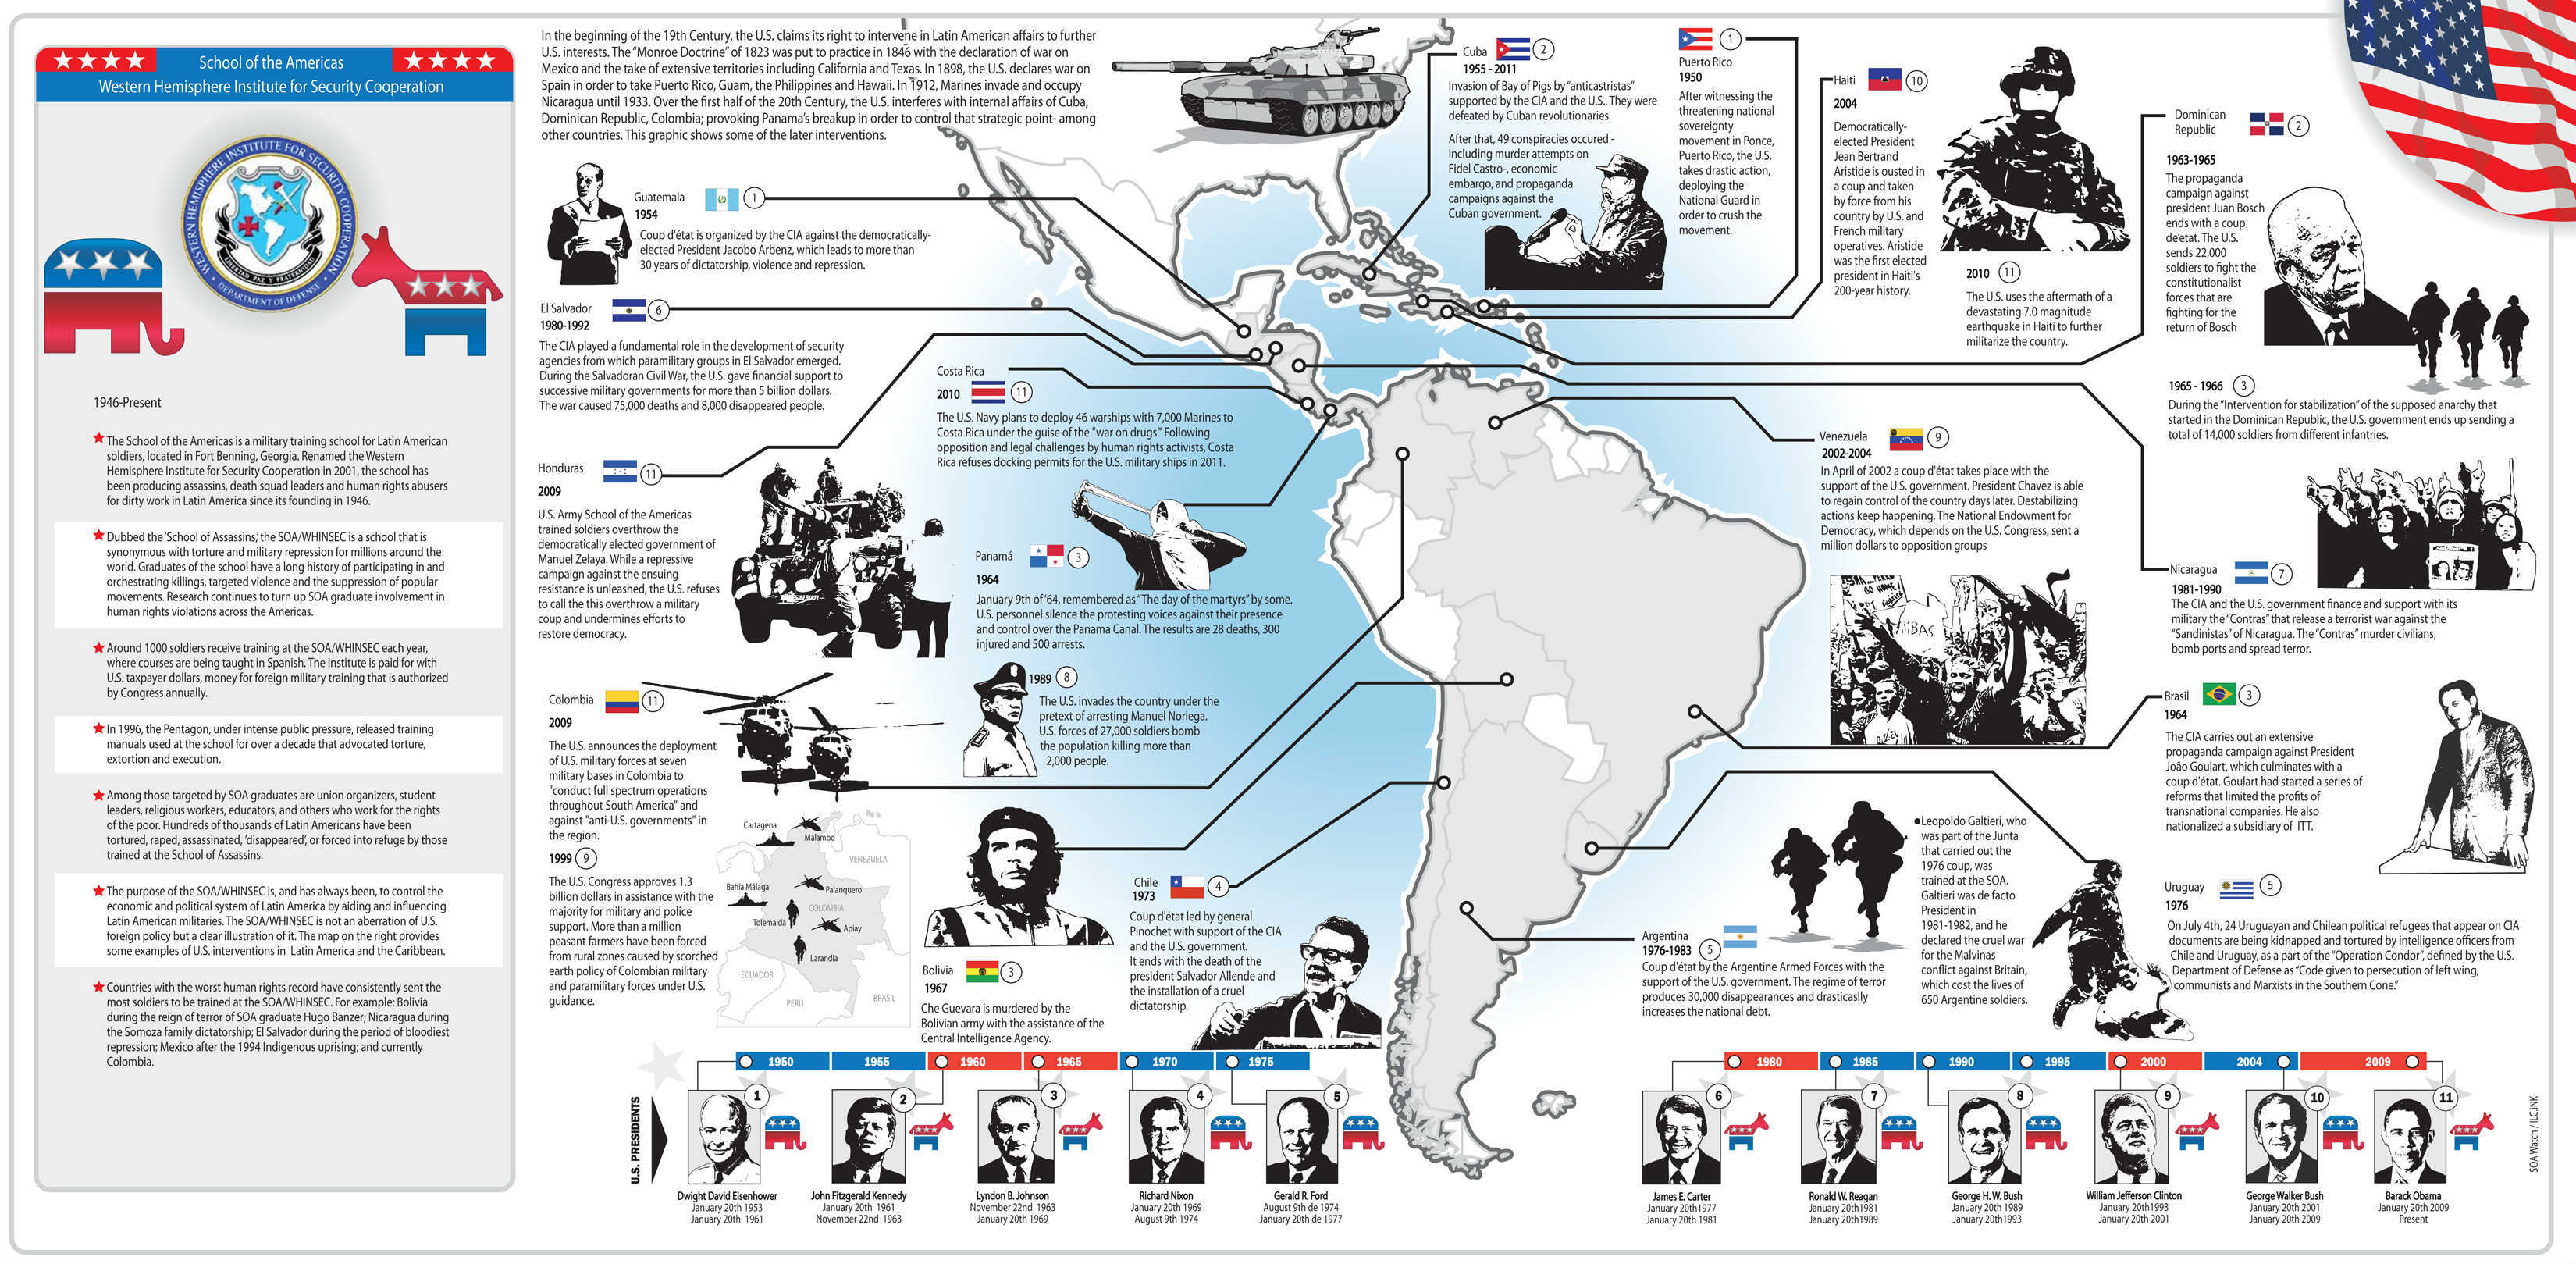 School of the Americas
Western Hemisphere Institute for Security Cooperation
WESTERN HEMISPHERE INSTITUTE FOR SECURITY COOPERATION
DEPARTMENT OF DEFENSE
1946-Present
The School of the Americas is a military training school for Latin American
soldiers, located in Fort Benning, Georgia. Renamed the Western
Hemisphere Institute for Security Cooperation in 2001, the school has
been producing assassins, death squad leaders and human rights abusers
for dirty work in Latin America since its founding in 1946.
Dubbed the 'School of Assassins,' the SOA/WHINSEC is a school that is
synonymous with torture and military repression for millions around the
world. Graduates of the school have a long history of participating in and
orchestrating killings, targeted violence and the suppression of popular
movements. Research continues to turn up SOA graduate involvement in
human rights violations across the Americas.
Around 1000 soldiers receive training at the SOA/WHINSEC each year,
where courses are being taught in Spanish. The institute is paid for with
U.S. taxpayer dollars, money for foreign military training that is authorized
by Congress annually.
In 1996, the Pentagon, under intense public pressure, released training
manuals used at the school for over a decade that advocated torture,
extortion and execution.
Among those targeted by SOA graduates are union organizers, student
leaders, religious workers, educators, and others who work for the rights
of the poor. Hundreds of thousands of Latin Americans have been
tortured, raped, assassinated, 'disappeared', or forced into refuge by those
trained at the School of Assassins.
The purpose of the SOA/WHINSEC is, and has always been, to control the
economic and political system of Latin America by aiding and influencing
Latin American militaries. The SOA/WHINSEC is not an aberration of U.S.
foreign policy but a clear illustration of it. The map on the right provides
some examples of U.S. interventions in Latin America and the Caribbean.
Countries with the worst human rights record have consistently sent the
most soldiers to be trained at the SOA/WHINSEC. For example: Bolivia
during the reign of terror of SOA graduate Hugo Banzer; Nicaragua during
the Somoza family dictatorship; El Salvador during the period of bloodiest
repression; Mexico after the 1994 Indigenous uprising; and currently
Colombia.
In the beginning of the 19th Century, the U.S. claims its right to intervene in Latin American affairs to further
U.S. interests. The "Monroe Doctrine" of 1823 was put to practice in 1846 with the declaration of war on
Mexico and the take of extensive territories including California and Texas. In 1898, the U.S. declares war on
Spain in order to take Puerto Rico, Guam, the Philippines and Hawaii. In 1912, Marines invade and occupy
Nicaragua until 1933. Over the first half of the 20th Century, the U.S. interferes with internal affairs of Cuba,
Dominican Republic, Colombia; provoking Panama's breakup in order to control that strategic point- among
other countries. This graphic shows some of the later interventions.
Guatemala 1
1954
Coup d'état is organized by the CIA against the democratically-
elected President Jacobo Arbenz, which leads to more than
30 years of dictatorship, violence and repression.
El Salvador 6
1980-1992
The CIA played a fundamental role in the development of security
agencies from which paramilitary groups in El Salvador emerged.
During the Salvadoran Civil War, the U.S. gave financial support to
successive military governments for more than 5 billion dollars.
The war caused 75,000 deaths and 8,000 disappeared people.
Honduras 11
2009
U.S. Army School of the Americas
trained soldiers overthrow the
democratically elected government of
Manuel Zelaya. While a repressive
campaign against the ensuing
resistance is unleashed, the U.S. refuses
to call the this overthrow a military
coup and undermines efforts to
restore democracy.
Costa Rica
2010 11
The U.S. Navy plans to deploy 46 warships with 7,000 Marines to
Costa Rica under the guise of the "war on drugs." Following
opposition and legal challenges by human rights activists, Costa
Rica refuses docking permits for the U.S. military ships in 2011.
Panamá 3
1964
January 9th of '64, remembered as "The day of the martyrs" by some.
U.S. personnel silence the protesting voices against their presence
and control over the Panama Canal. The results are 28 deaths, 300
injured and 500 arrests.
1989 8
The U.S. invades the country under the
pretext of arresting Manuel Noriega.
U.S. forces of 27,000 soldiers bomb
the population killing more than
2,000 people.
Colombia 11
2009
The U.S. announces the deployment
of U.S. military forces at seven
military bases in Colombia to
"conduct full spectrum operations
throughout South America" and
against "anti-U.S. governments" in
the region.
1999 9
The U.S. Congress approves 1.3
billion dollars in assistance with the
majority for military and police
support. More than a million
peasant farmers have been forced
from rural zones caused by scorched
earth policy of Colombian military
and paramilitary forces under U.S.
guidance.
Cartagena
Malambo
VENEZUELA
Bahía Málaga
Palanquero
COLOMBIA
Tolemaida
Apiay
Larandia
ECUADOR
PERÚ
BRASIL
Bolivia 3
1967
Che Guevara is murdered by the
Bolivian army with the assistance of the
Central Intelligence Agency.
Chile 4
1973
Coup d'état led by general
Pinochet with support of the CIA
and the U.S. government.
It ends with the death of the
president Salvador Allende and
the installation of a cruel
dictatorship.
Cuba 2
1955 - 2011
Invasion of Bay of Pigs by "anticastristas"
supported by the CIA and the U.S.. They were
defeated by Cuban revolutionaries.
After that, 49 conspiracies occured -
including murder attempts on
Fidel Castro-, economic
embargo, and propaganda
campaigns against the
Cuban government.
1
Puerto Rico
1950
After witnessing the
threatening national
sovereignty
movement in Ponce,
Puerto Rico, the U.S.
takes drastic action,
deploying the
National Guard in
order to crush the
movement.
Haiti 10
2004
Democratically-
elected President
Jean Bertrand
Aristide is ousted in
a coup and taken
by force from his
country by U.S. and
French military
operatives. Aristide
was the first elected
president in Haiti's
200-year history.
2010 11
The U.S. uses the aftermath of a
devastating 7.0 magnitude
earthquake in Haiti to further
militarize the country.
Dominican
Republic 2
1963-1965
The propaganda
campaign against
president Juan Bosch
ends with a coup
de'etat. The U.S.
sends 22,000
soldiers to fight the
constitutionalist
forces that are
fighting for the
return of Bosch
1965 - 1966 3
During the "Intervention for stabilization" of the supposed anarchy that
started in the Dominican Republic, the U.S. government ends up sending a
total of 14,000 soldiers from different infantries.
Venezuela 9
2002-2004
In April of 2002 a coup d'état takes place with the
support of the U.S. government. President Chavez is able
to regain control of the country days later. Destabilizing
actions keep happening. The National Endowment for
Democracy, which depends on the U.S. Congress, sent a
million dollars to opposition groups
Nicaragua 7
1981-1990
The CIA and the U.S. government finance and support with its
military the "Contras" that release a terrorist war against the
"Sandinistas" of Nicaragua. The "Contras" murder civilians,
bomb ports and spread terror.
Brasil 3
1964
The CIA carries out an extensive
propaganda campaign against President
João Goulart, which culminates with a
coup d'état. Goulart had started a series of
reforms that limited the profits of
transnational companies. He also
nationalized a subsidiary of ITT.
Uruguay 5
1976
On July 4th, 24 Uruguayan and Chilean political refugees that appear on CIA
documents are being kidnapped and tortured by intelligence officers from
Chile and Uruguay, as a part of the "Operation Condor", defined by the U.S.
Department of Defense as "Code given to persecution of left wing,
communists and Marxists in the Southern Cone."
Argentina
1976-1983 5
Coup d'état by the Argentine Armed Forces with the
support of the U.S. government. The regime of terror
produces 30,000 disappearances and drasticaslly
increases the national debt.
Leopoldo Galtieri, who
was part of the Junta
that carried out the
1976 coup, was
trained at the SOA.
Galtieri was de facto
President in
1981-1982, and he
declared the cruel war
for the Malvinas
conflict against Britain,
which cost the lives of
650 Argentine soldiers.
U.S. PRESIDENTS
1950 1955 1960 1965 1970 1975 1980 1985 1990 1995 2000 2004 2009
1 2 3 4 5 6 7 8 9 10 11
Dwight David Eisenhower
January 20th 1953
January 20th 1961
John Fitzgerald Kennedy
January 20th 1961
November 22nd 1963
Lyndon B. Johnson
November 22nd 1963
January 20th 1969
Richard Nixon
January 20th 1969
August 9th 1974
Gerald R. Ford
August 9th de 1974
January 20th de 1977
James E. Carter
January 20th1977
January 20th 1981
Ronald W. Reagan
January 20th1981
January 20th1989
George H. W. Bush
January 20th 1989
January 20th1993
William Jefferson Clinton
January 20th1993
January 20th 2001
George Walker Bush
January 20th 2001
January 20th 2009
Barack Obama
January 20th 2009
Present
SOA Watch / ILC.iNK